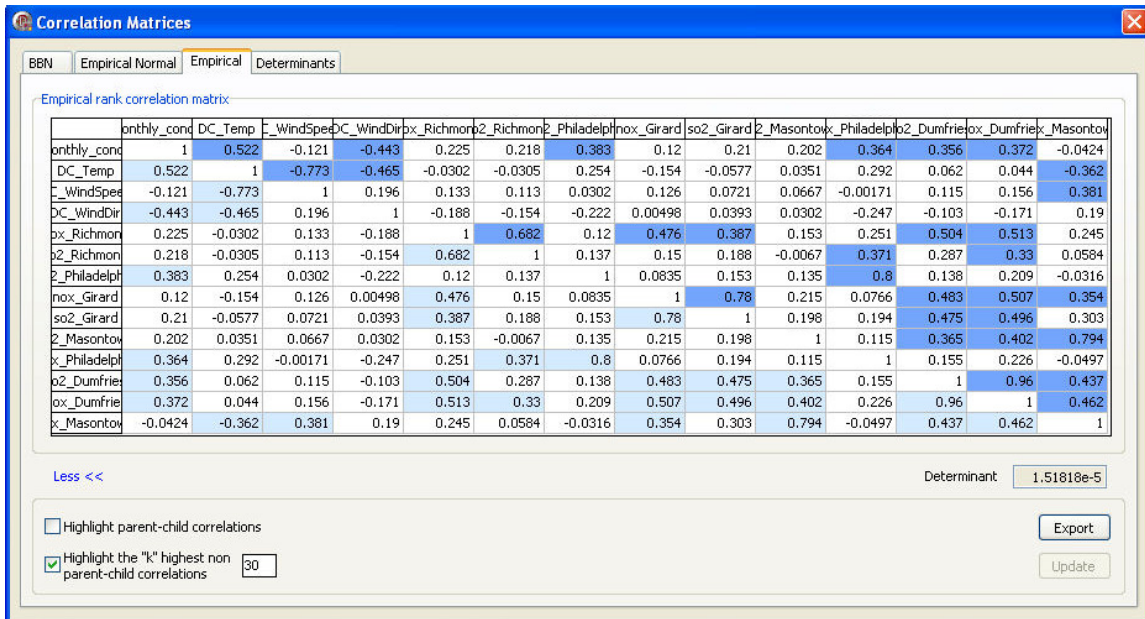 Correlation Matrices
BBN Empirical Normal Empirical Determinants
Empirical rank correlation matrix
onthly_cond DC_Temp C_WindSpee DC_WindDir ox_Richmon o2_Richmon 2_Philadelph nox_Girard so2_Girard 2_Masontow x_Philadelph o2_Dumfries ox_Dumfrie x_Masontow
onthly_cond 1 0.522 -0.121 -0.443 0.225 0.218 0.383 0.12 0.21 0.202 0.364 0.356 0.372 -0.0424
DC_Temp 0.522 1 -0.773 -0.465 -0.0302 -0.0305 0.254 -0.154 -0.0577 0.0351 0.292 0.062 0.044 -0.362
C_WindSpee -0.121 -0.773 1 0.196 0.133 0.113 0.0302 0.126 0.0721 0.0667 -0.00171 0.115 0.156 0.381
DC_WindDir -0.443 -0.465 0.196 1 -0.188 -0.154 -0.222 0.00498 0.0393 0.0302 -0.247 -0.103 -0.171 0.19
ox_Richmon 0.225 -0.0302 0.133 -0.188 1 0.682 0.12 0.476 0.387 0.153 0.251 0.504 0.513 0.245
o2_Richmon 0.218 -0.0305 0.113 -0.154 0.682 1 0.137 0.15 0.188 -0.0067 0.371 0.287 0.33 0.0584
2_Philadelph 0.383 0.254 0.0302 -0.222 0.12 0.137 1 0.0835 0.153 0.135 0.8 0.138 0.209 -0.0316
nox_Girard 0.12 -0.154 0.126 0.00498 0.476 0.15 0.0835 1 0.78 0.215 0.0766 0.483 0.507 0.354
so2_Girard 0.21 -0.0577 0.0721 0.0393 0.387 0.188 0.153 0.78 1 0.198 0.194 0.475 0.496 0.303
2_Masontow 0.202 0.0351 0.0667 0.0302 0.153 -0.0067 0.135 0.215 0.198 1 0.115 0.365 0.402 0.794
x_Philadelph 0.364 0.292 -0.00171 -0.247 0.251 0.371 0.8 0.0766 0.194 0.115 1 0.155 0.226 -0.0497
o2_Dumfries 0.356 0.062 0.115 -0.103 0.504 0.287 0.138 0.483 0.475 0.365 0.155 1 0.96 0.437
ox_Dumfrie 0.372 0.044 0.156 -0.171 0.513 0.33 0.209 0.507 0.496 0.402 0.226 0.96 1 0.462
x_Masontow -0.0424 -0.362 0.381 0.19 0.245 0.0584 -0.0316 0.354 0.303 0.794 -0.0497 0.437 0.462 1
Less << Determinant 1.51818e-5
Highlight parent-child correlations Export
Highlight the "k" highest non
parent-child correlations 30 Update